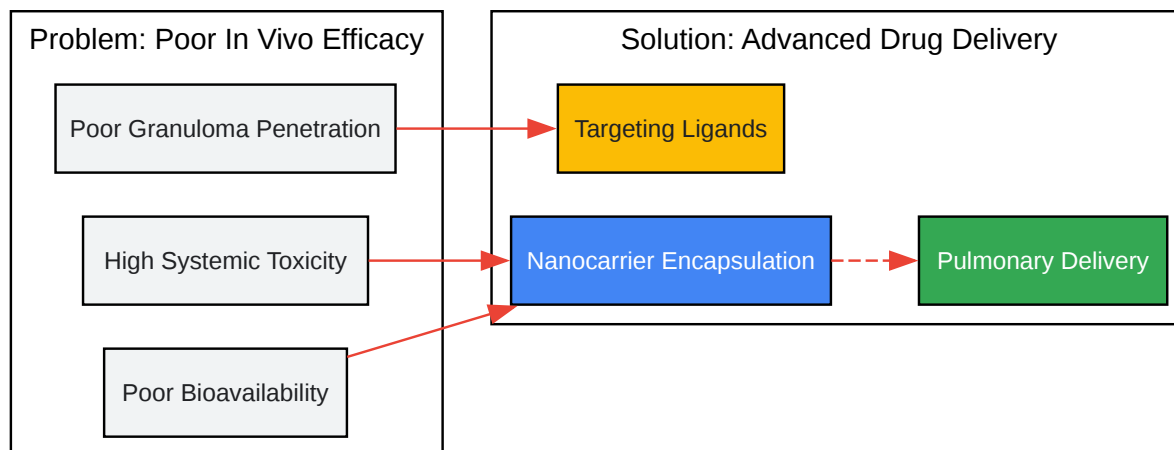 Problem: Poor In Vivo Efficacy
Poor Granuloma Penetration
High Systemic Toxicity
Poor Bioavailability
Solution: Advanced Drug Delivery
Targeting Ligands
Nanocarrier Encapsulation
Pulmonary Delivery